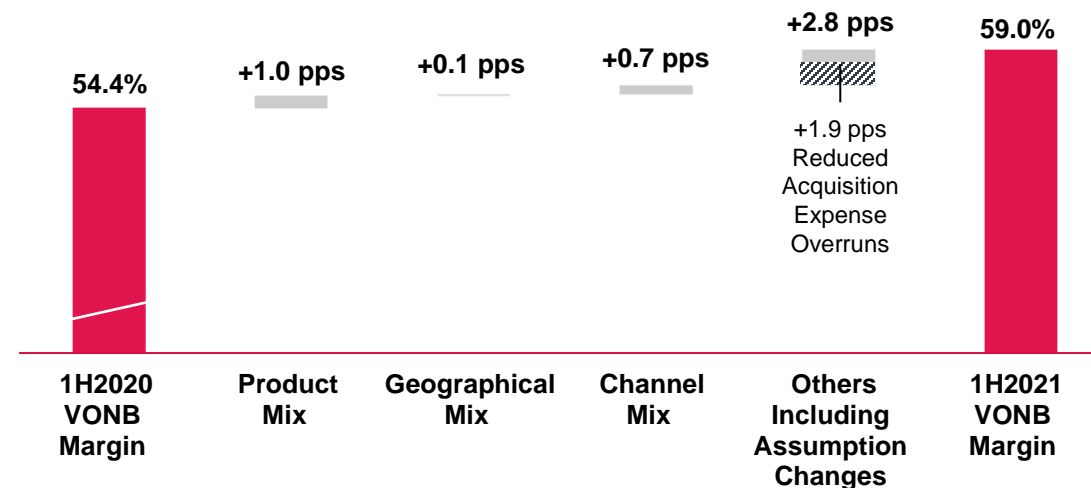 54.4%
+1.0 pps
+0.1 pps
+0.7 pps
+2.8 pps
59.0%
+1.9 pps
Reduced
Acquisition
Expense
Overruns
1H2020
VONB
Margin
Product
Mix
Geographical
Mix
Channel
Mix
Others
Including
Assumption
Changes
1H2021
VONB
Margin